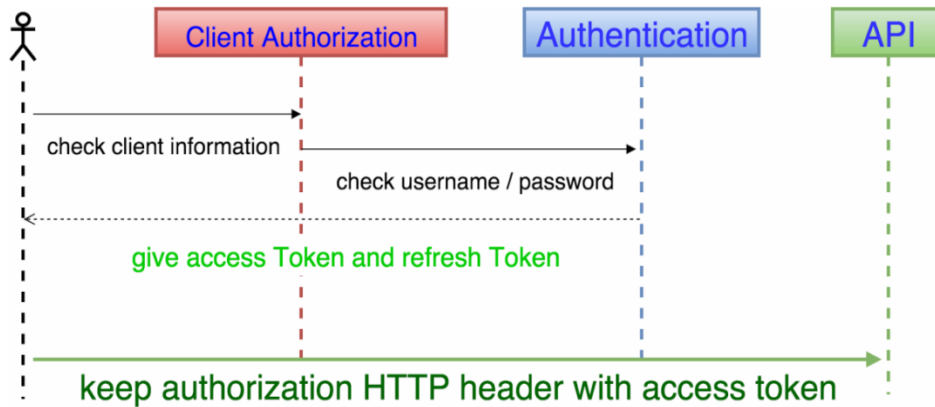 Client Authorization
Authentication
API
check client information
check username / password
give access Token and refresh Token
keep authorization HTTP header with access token